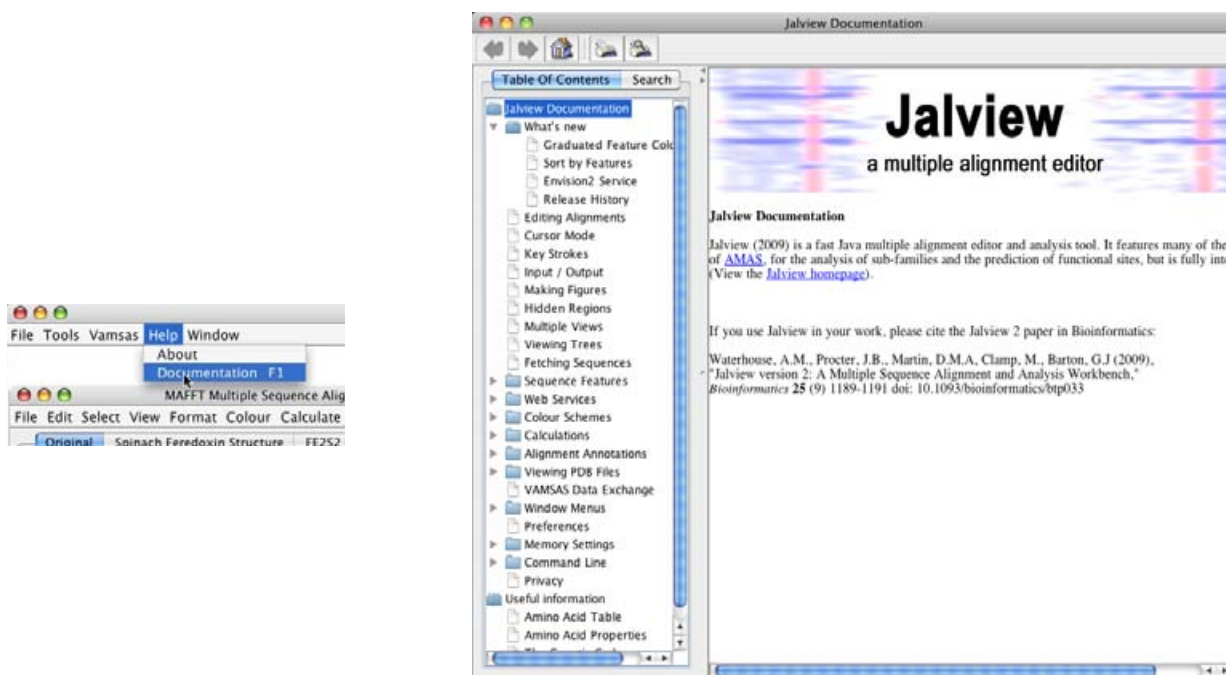 File Tools Vamsas Help Window
About
Documentation F1
MAFFT Multiple Sequence Alig
File Edit Select View Format Colour Calculate
Original Spinach Feredoxin Structure FE2S2
Jalview Documentation
Table Of Contents Search
Jalview Documentation
What's new
Graduated Feature Colo
Sort by Features
Envision2 Service
Release History
Editing Alignments
Cursor Mode
Key Strokes
Input / Output
Making Figures
Hidden Regions
Multiple Views
Viewing Trees
Fetching Sequences
Sequence Features
Web Services
Colour Schemes
Calculations
Alignment Annotations
Viewing PDB Files
VAMSAS Data Exchange
Window Menus
Preferences
Memory Settings
Command Line
Privacy
Useful information
Amino Acid Table
Amino Acid Properties
Jalview
a multiple alignment editor
Jalview Documentation
Jalview (2009) is a fast Java multiple alignment editor and analysis tool. It features many of the
of AMAS, for the analysis of sub-families and the prediction of functional sites, but is fully inte
(View the Jalview homepage).
If you use Jalview in your work, please cite the Jalview 2 paper in Bioinformatics:
Waterhouse, A.M., Procter, J.B., Martin, D.M.A, Clamp, M., Barton, G.J (2009),
"Jalview version 2: A Multiple Sequence Alignment and Analysis Workbench,"
Bioinformatics 25 (9) 1189-1191 doi: 10.1093/bioinformatics/btp033